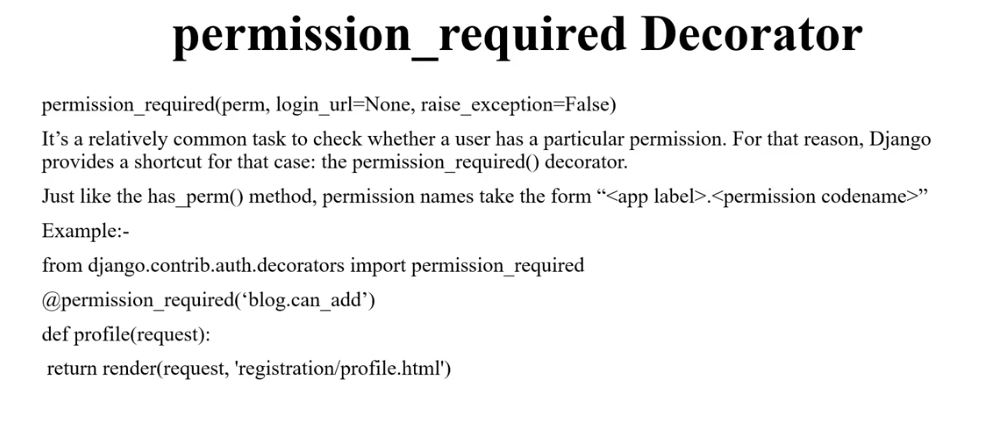 permission_required Decorator
permission_required(perm, login_url=None, raise_exception=False)
It’s a relatively common task to check whether a user has a particular permission. For that reason, Django
provides a shortcut for that case: the permission_required() decorator.
Just like the has_perm() method, permission names take the form “<app label>.<permission codename>”
Example:-
from django.contrib.auth.decorators import permission_required
@permission_required(‘blog.can_add’)
def profile(request):
return render(request, 'registration/profile.html')